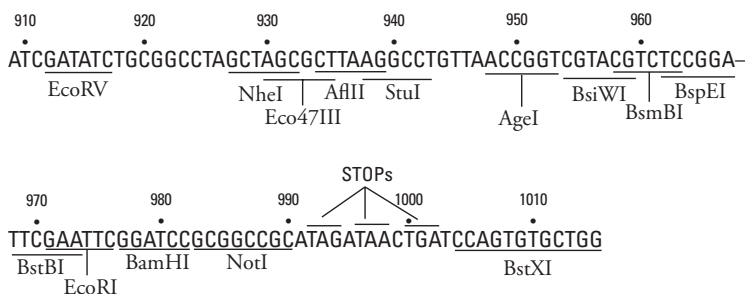 910 920 930 940 950 960
ATCGATATCTGCGGCCTAGCTAGCGCTTAAGGCCTGTTAACCGGTCGTACGTCTCCGGA–
EcoRV NheI AflII StuI AgeI BsiWI BspEI
Eco47III BsmBI
STOPs
970 980 990 1000 1010
TTCGAATTCGGATCCGCGGCCGCATAGATAACTGATCCAGTGTGCTGG
BstBI BamHI NotI BstXI
EcoRI